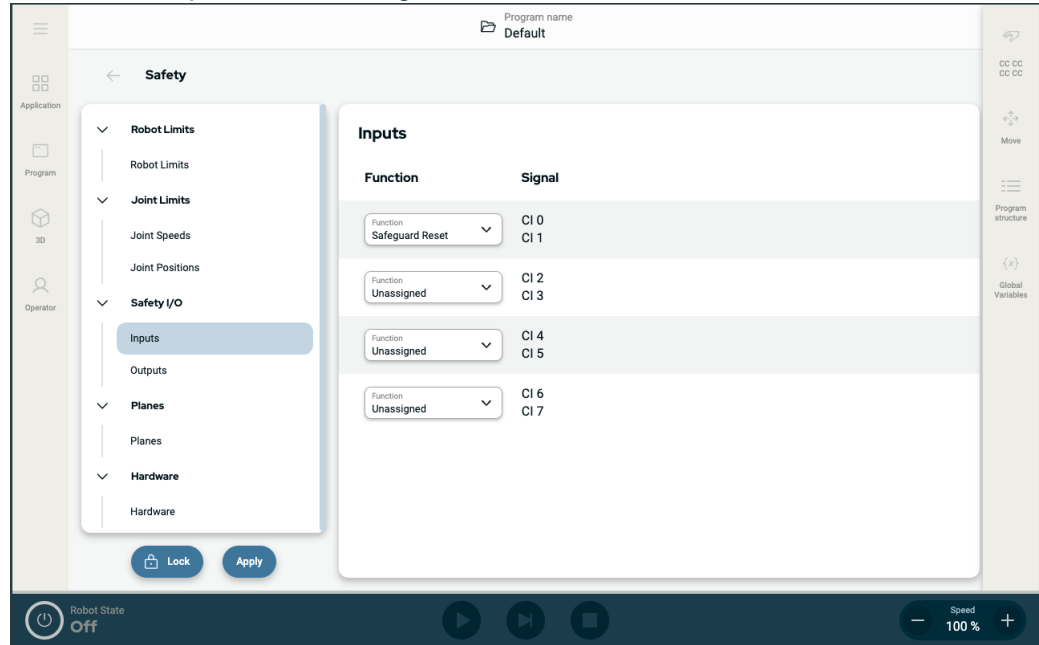 Program name
Default
CC CC
CC CC
Application
Program
3D
Operator
Safety
Robot Limits
Robot Limits
Joint Limits
Joint Speeds
Joint Positions
Safety I/O
Inputs
Outputs
Planes
Planes
Hardware
Hardware
Lock
Apply
Inputs
Function
Signal
Function
Safeguard Reset
CI 0
CI 1
Function
Unassigned
CI 2
CI 3
Function
Unassigned
CI 4
CI 5
Function
Unassigned
CI 6
CI 7
Move
Program
structure
{x}
Global
Variables
Robot State
Off
Speed
100 %